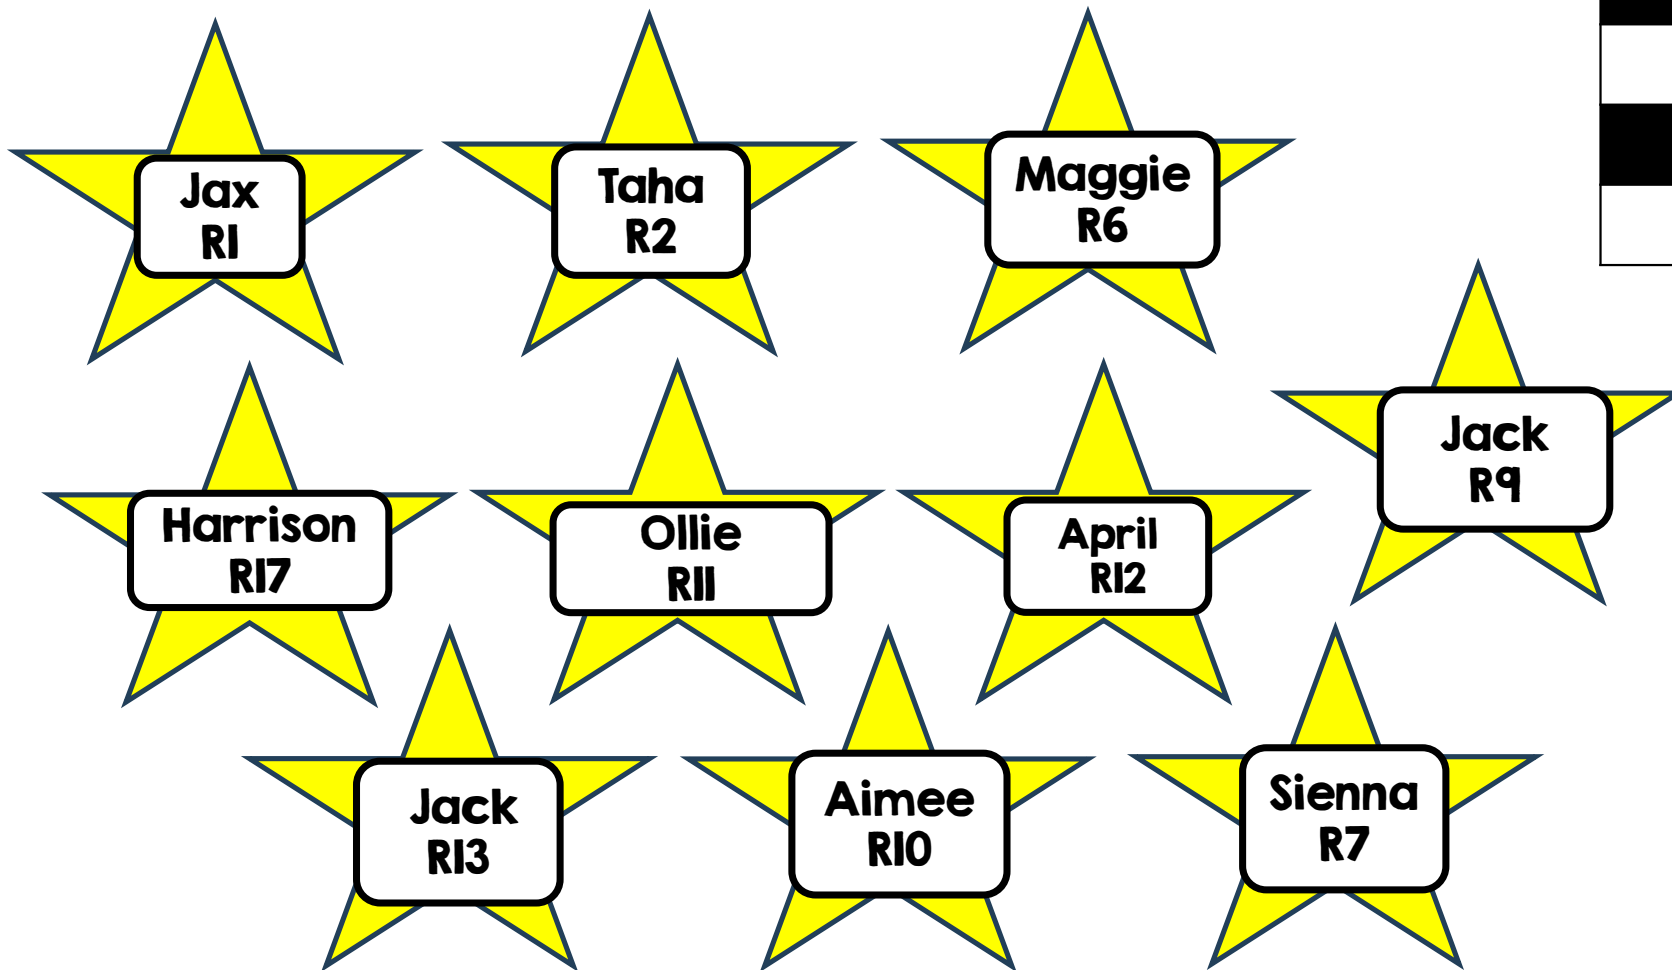 Jax
R1
Taha
R2
Maggie
R6
Jack
R9
Harrison
R17
Ollie
R11
April
R12
Jack
R13
Aimee
R10
Sienna
R7